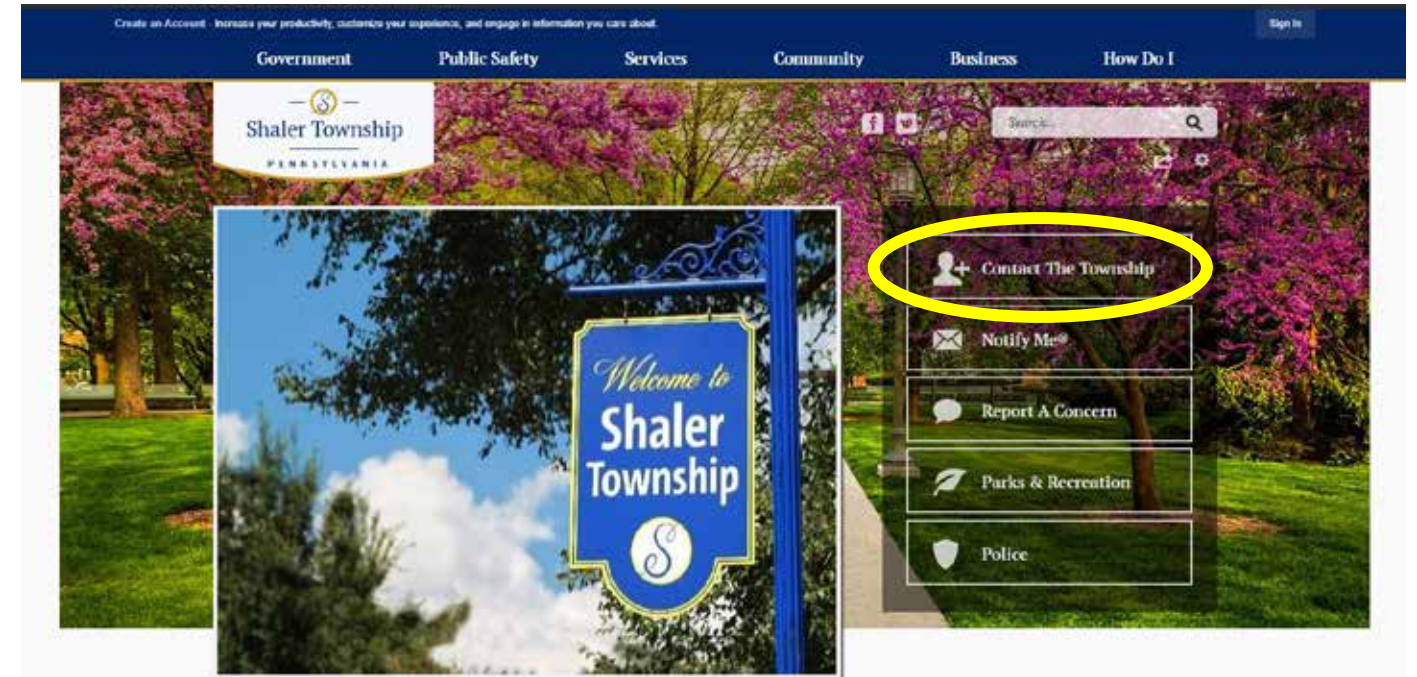 Create an Account - Increase your productivity, customize your experience, and engage in information you care about.
Sign In
Government Public Safety Services Community Business How Do I
S
Shaler Township
PENNSYLVANIA
f
Search...
Contact The Township
Notify Me®
Report A Concern
Parks & Recreation
Police
Welcome to
Shaler
Township
S